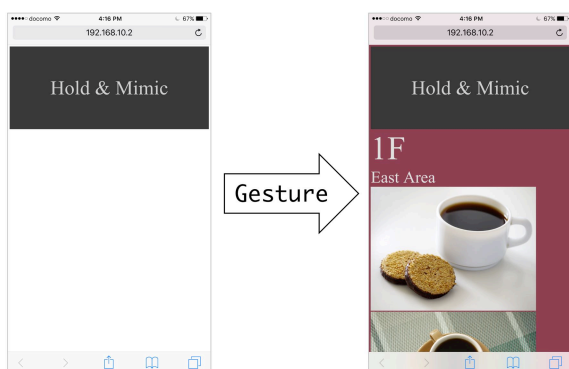 docomo 4:16 PM 67%
192.168.10.2
Hold & Mimic
Gesture
docomo 4:16 PM 67%
192.168.10.2
Hold & Mimic
1F
East Area